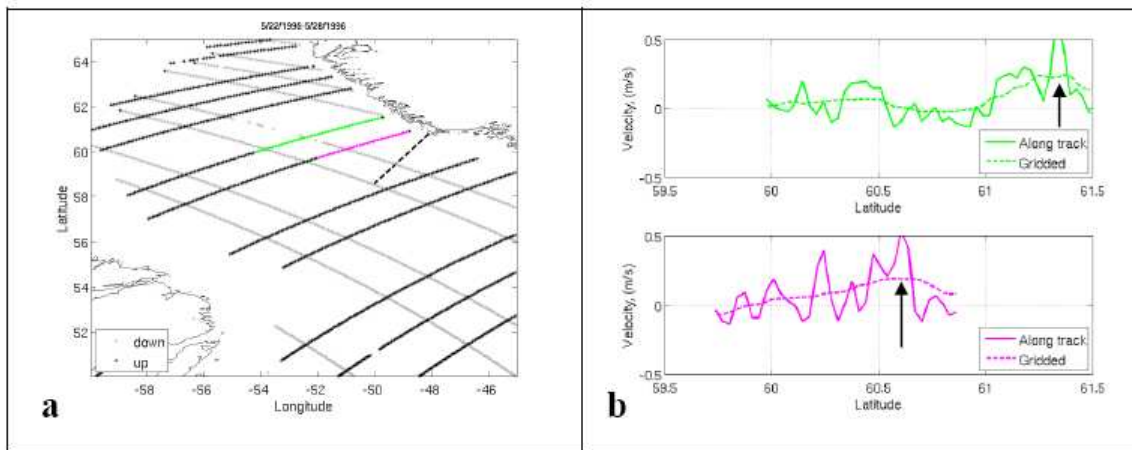 5/22/1996-5/28/1996
64
62
60
58
56
54
52
Latitude
down
up
-58
-56
-54
-52
-50
-48
-46
Longitude
a
0.5
0
-0.5
Velocity, (m/s)
Along track
Gridded
59.5
60
60.5
61
61.5
Latitude
0.5
0
-0.5
Velocity, (m/s)
Along track
Gridded
59.5
60
60.5
61
61.5
Latitude
b